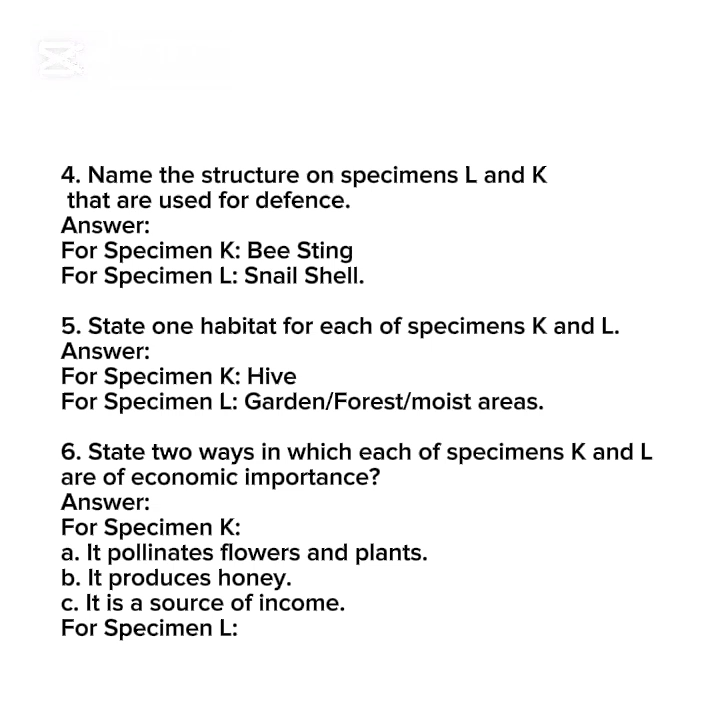 4. Name the structure on specimens L and K
that are used for defence.
Answer:
For Specimen K: Bee Sting
For Specimen L: Snail Shell.
5. State one habitat for each of specimens K and L.
Answer:
For Specimen K: Hive
For Specimen L: Garden/Forest/moist areas.
6. State two ways in which each of specimens K and L
are of economic importance?
Answer:
For Specimen K:
a. It pollinates flowers and plants.
b. It produces honey.
c. It is a source of income.
For Specimen L: